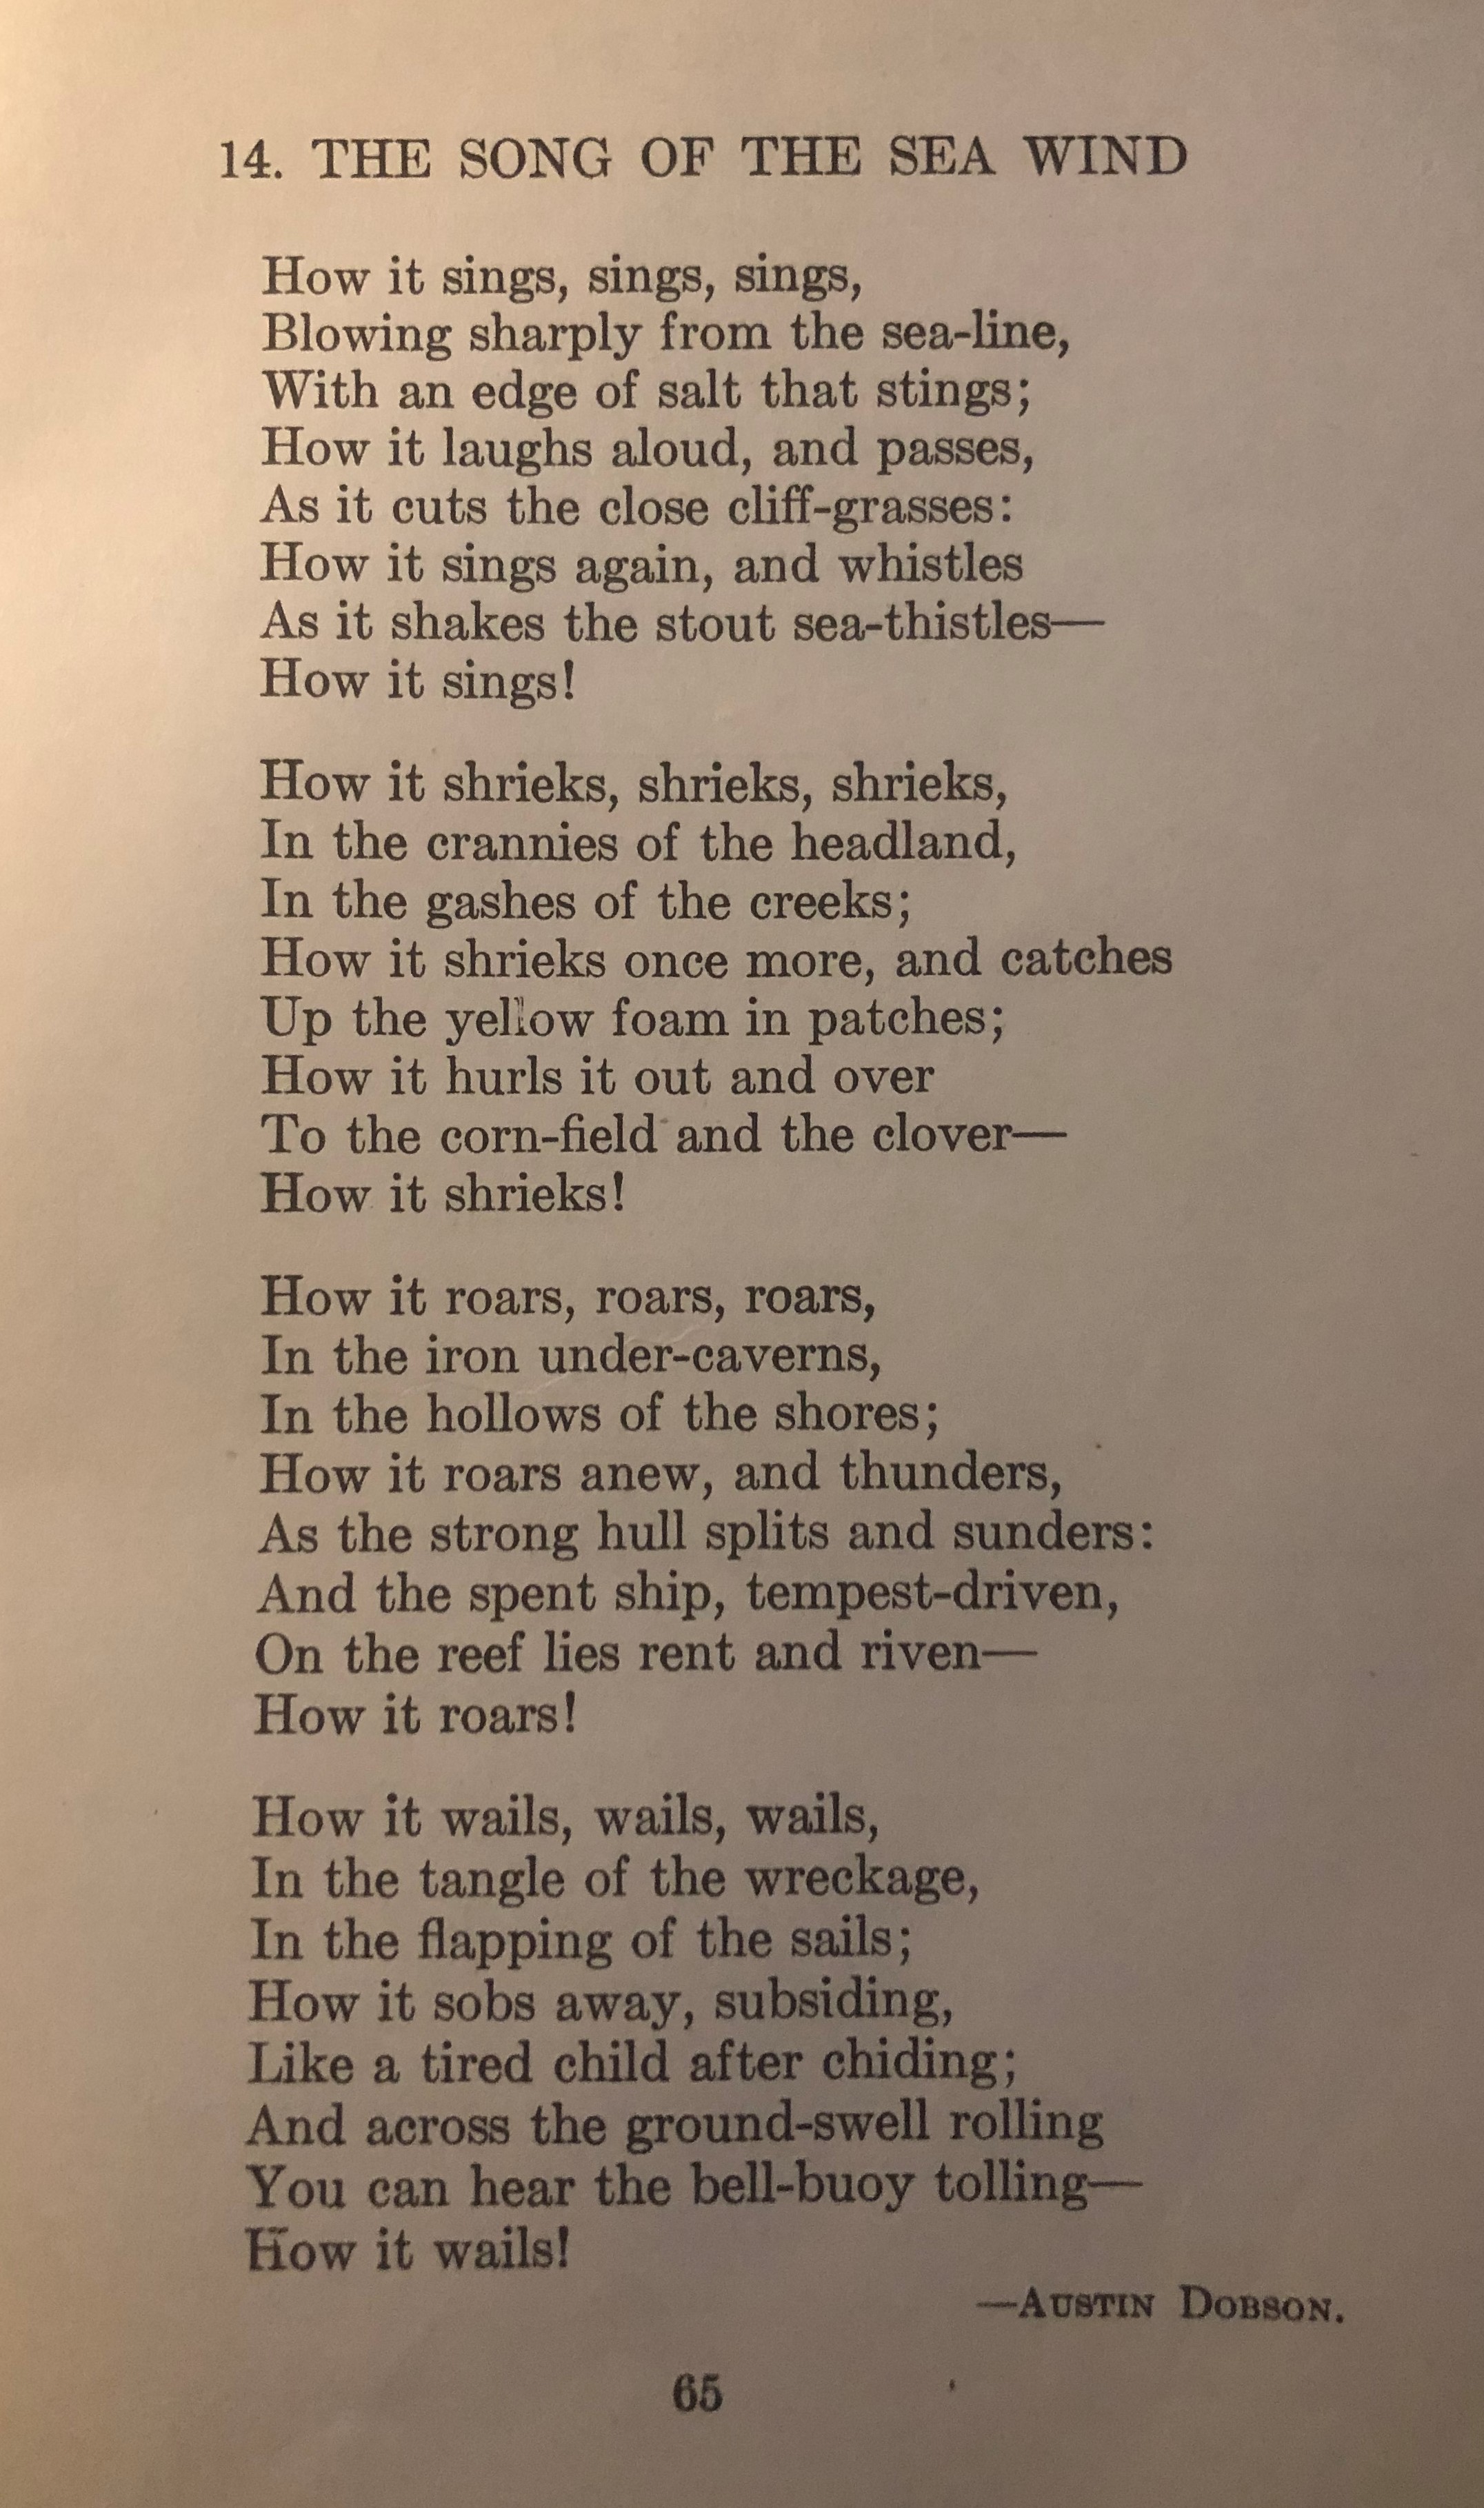 14. THE SONG OF THE SEA WIND
How it sings, sings, sings,
Blowing sharply from the sea-line,
With an edge of salt that stings;
How it laughs aloud, and passes,
As it cuts the close cliff-grasses:
How it sings again, and whistles
As it shakes the stout sea-thistles—
How it sings!
How it shrieks, shrieks, shrieks,
In the crannies of the headland,
In the gashes of the creeks;
How it shrieks once more, and catches
Up the yellow foam in patches;
How it hurls it out and over
To the corn-field and the clover—
How it shrieks!
How it roars, roars, roars,
In the iron under-caverns,
In the hollows of the shores;
How it roars anew, and thunders,
As the strong hull splits and sunders:
And the spent ship, tempest-driven,
On the reef lies rent and riven—
How it roars!
How it wails, wails, wails,
In the tangle of the wreckage,
In the flapping of the sails;
How it sobs away, subsiding,
Like a tired child after chiding;
And across the ground-swell rolling
You can hear the bell-buoy tolling—
How it wails!
—AUSTIN DOBSON.
65